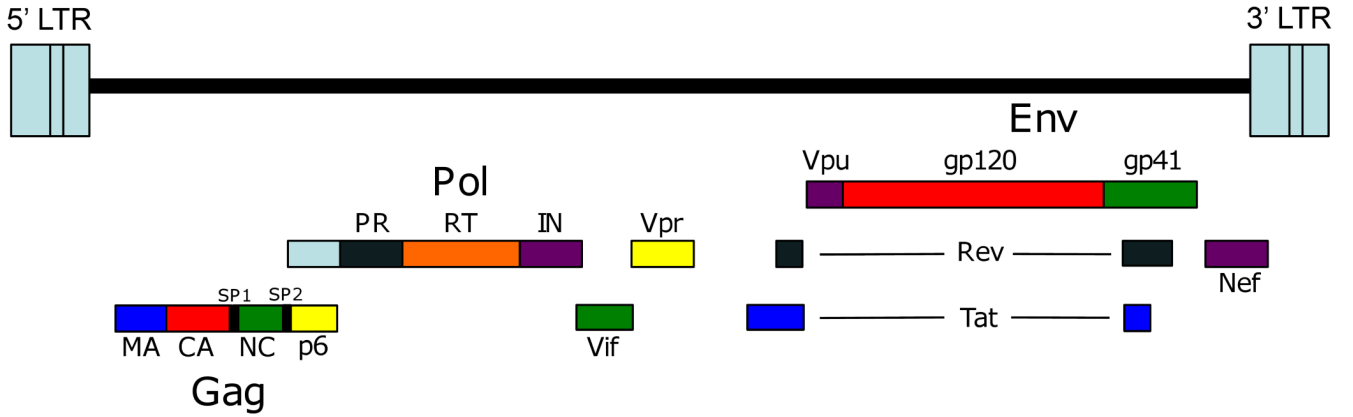 5’ LTR
3’ LTR
Env
Vpu gp120 gp41
Pol
PR RT IN Vpr
Rev
Nef
SP1 SP2
Tat
MA CA NC p6
Vif
Gag